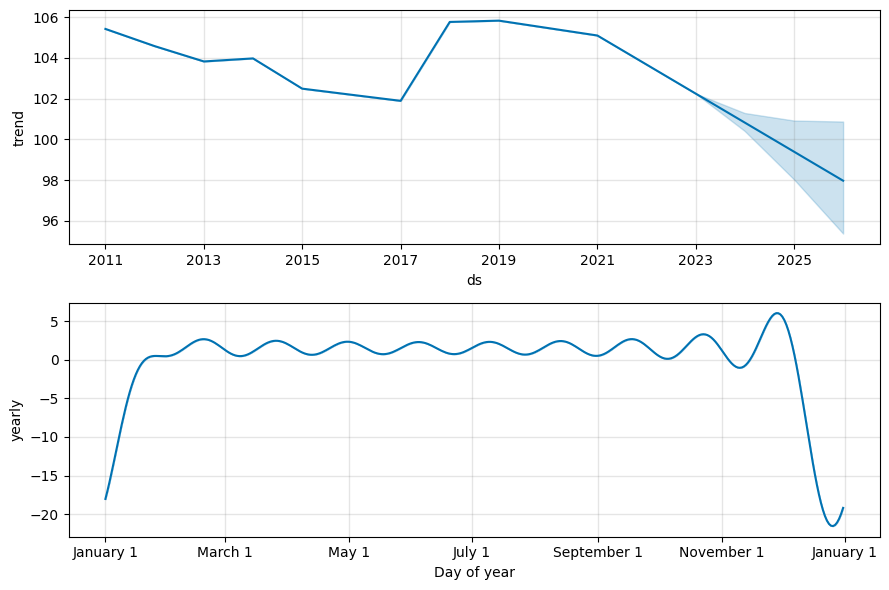 106
104
102
100
98
96
trend
2011 2013 2015 2017 2019 2021 2023 2025
ds
5
0
−5
−10
−15
−20
yearly
January 1 March 1 May 1 July 1 September 1 November 1 January 1
Day of year